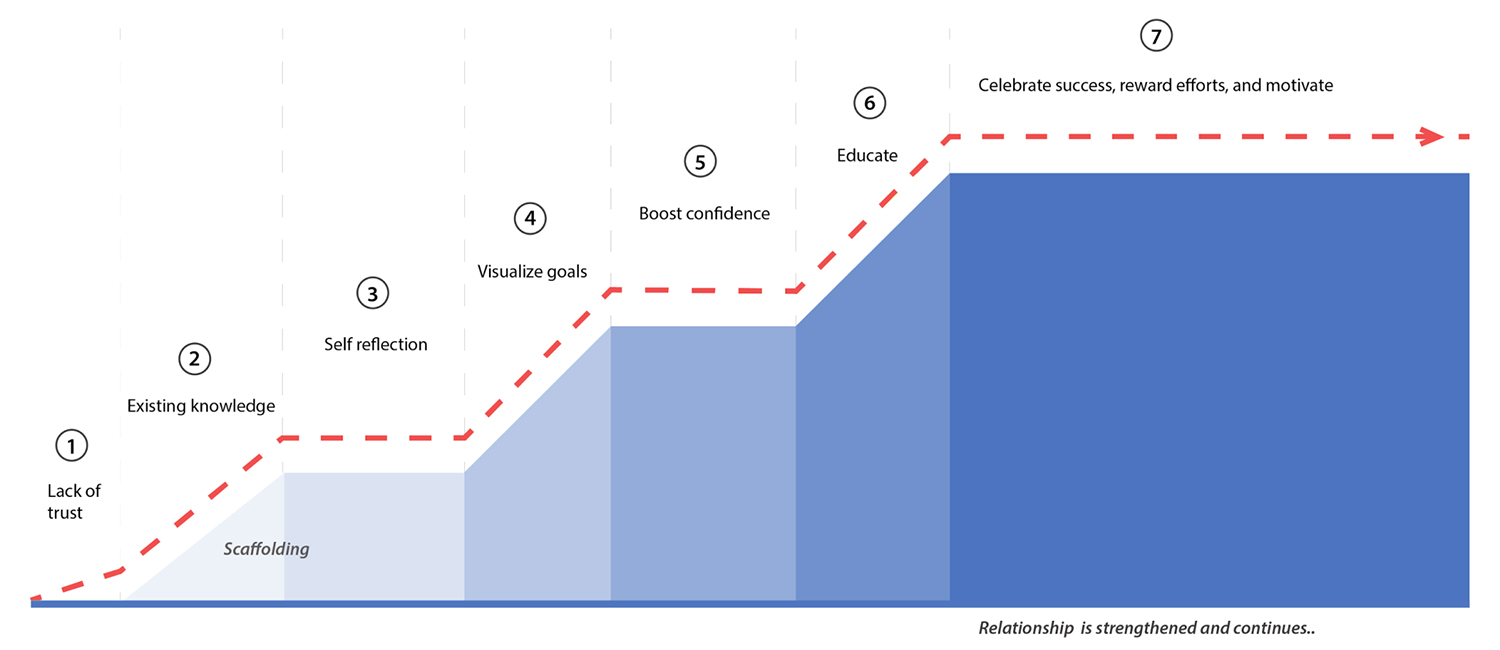 1
Lack of
trust
2
Existing knowledge
3
Self reflection
4
Visualize goals
5
Boost confidence
6
Educate
7
Celebrate success, reward efforts, and motivate
Scaffolding
Relationship is strengthened and continues..